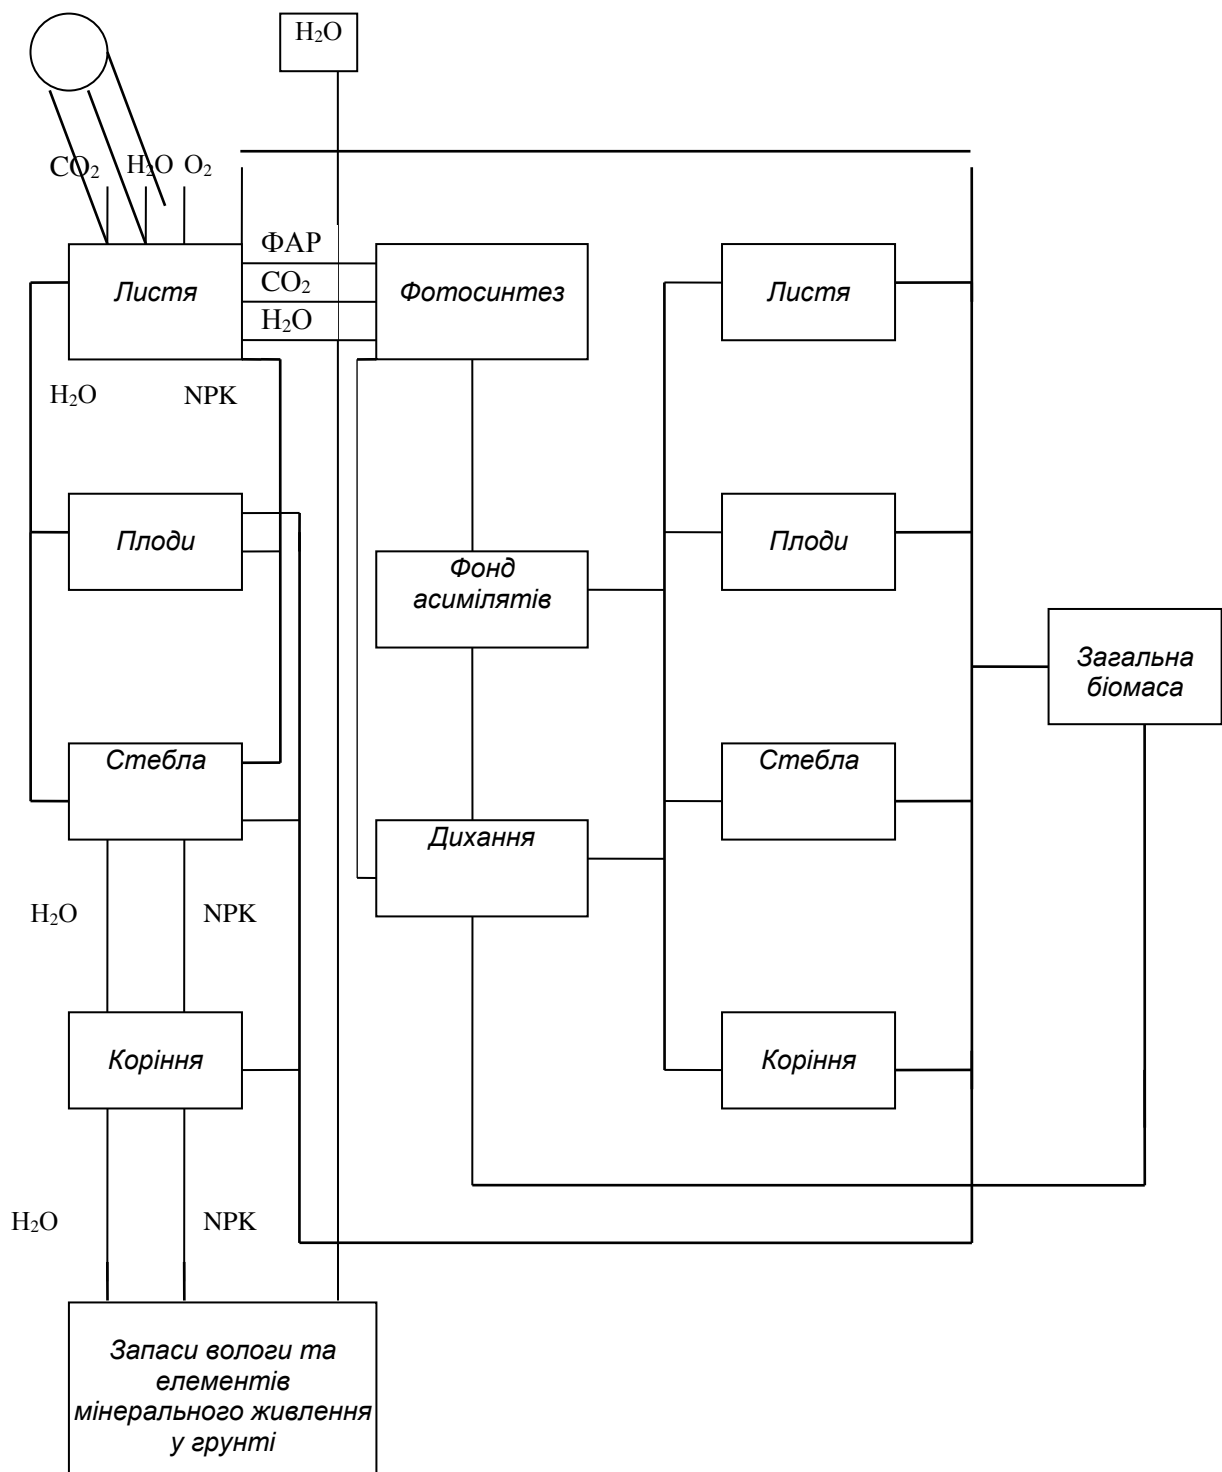 H₂O
CO₂ H₂O O₂
ФАР
CO₂
H₂O
Листя
Фотосинтез
Листя
H₂O NPK
Плоди
Фонд
асимілятів
Плоди
Загальна
біомаса
Стебла
Дихання
Стебла
H₂O NPK
Коріння
Коріння
H₂O NPK
Запаси вологи та
елементів
мінерального живлення
у грунті